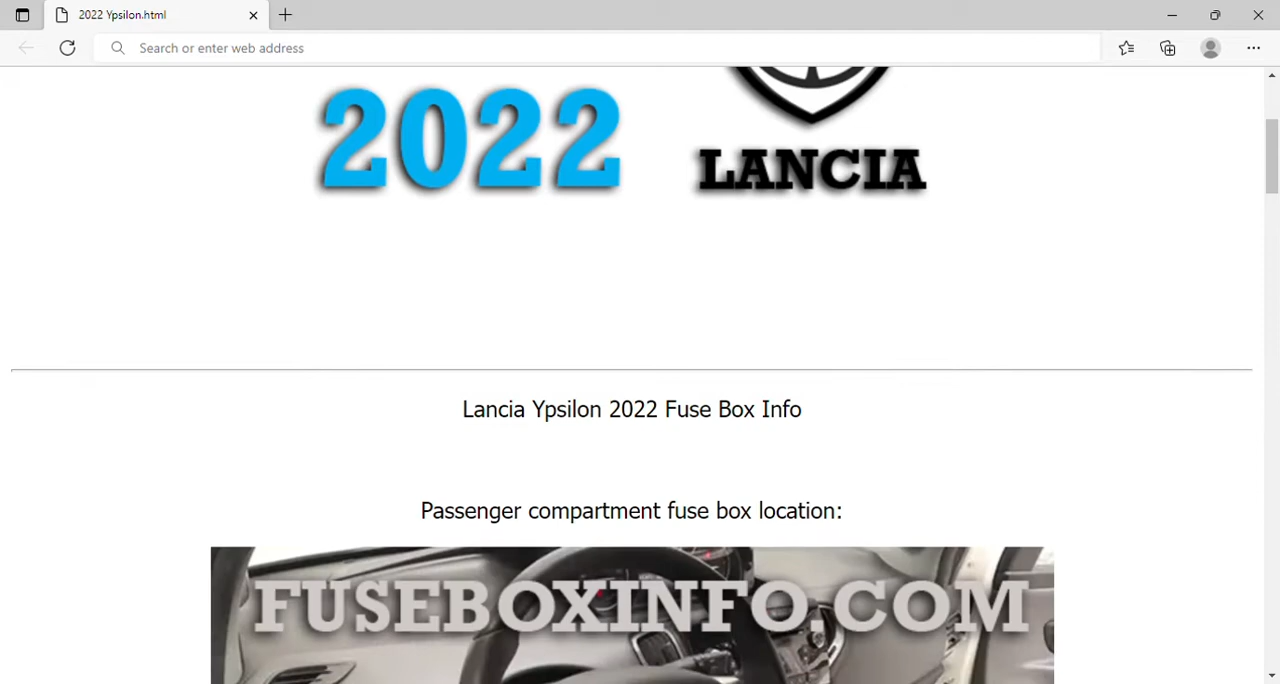 2022 Ypsilon.html
Search or enter web address
2022
LANCIA
Lancia Ypsilon 2022 Fuse Box Info
Passenger compartment fuse box location:
FUSEBOXINFO.COM